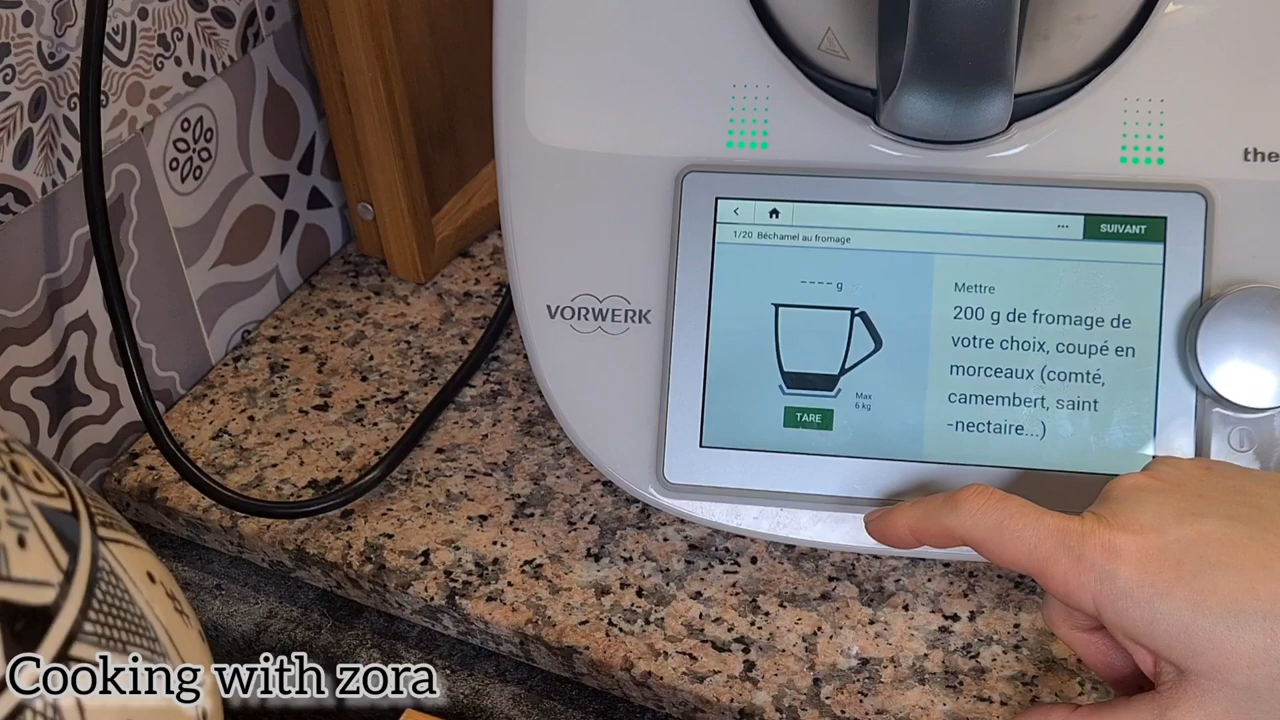 the
SUIVANT
1/20 Béchamel au fromage
---- g
Mettre
200 g de fromage de
votre choix, coupé en
morceaux (comté,
camembert, saint
-nectaire...)
Max
6 kg
TARE
VORWERK
Cooking with zora